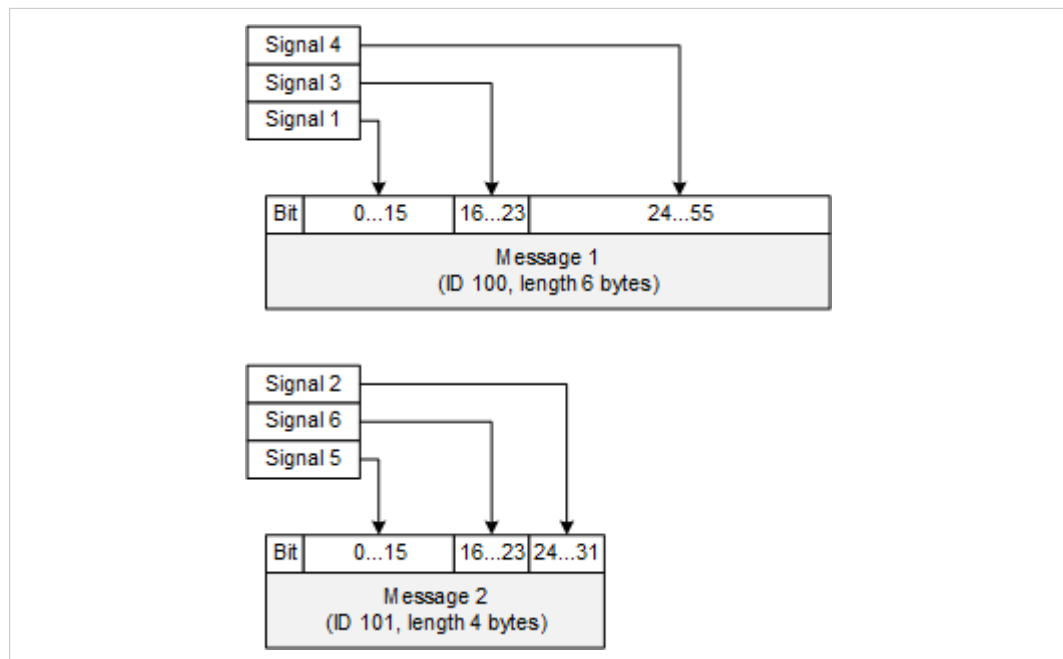 Signal 4
Signal 3
Signal 1
Bit 0...15 16...23 24...55
Message 1
(ID 100, length 6 bytes)
Signal 2
Signal 6
Signal 5
Bit 0...15 16...23 24...31
Message 2
(ID 101, length 4 bytes)